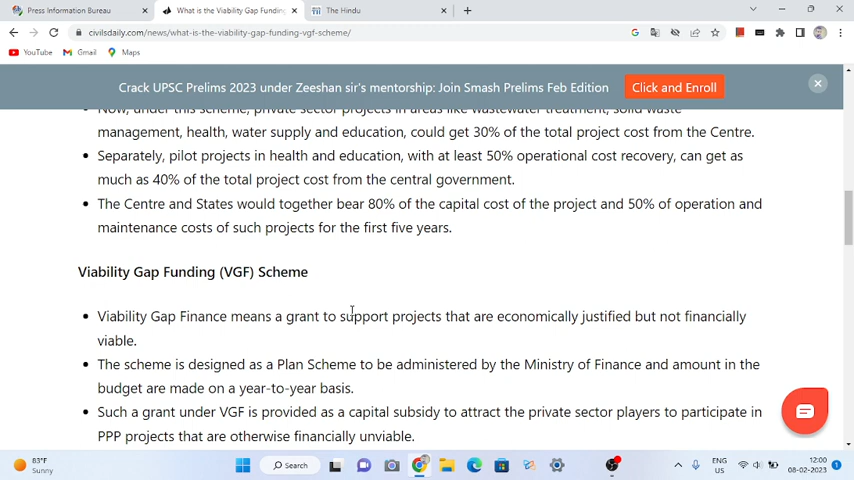 Press Information Bureau
What is the Viability Gap Fundin
The Hindu
civilsdaily.com/news/what-is-the-viability-gap-funding-vgf-scheme/
YouTube
Gmail
Maps
Crack UPSC Prelims 2023 under Zeeshan sir's mentorship: Join Smash Prelims Feb Edition
Click and Enroll
Now, under this scheme, private sector projects in areas like wastewater treatment, solid waste
management, health, water supply and education, could get 30% of the total project cost from the Centre.
Separately, pilot projects in health and education, with at least 50% operational cost recovery, can get as
much as 40% of the total project cost from the central government.
The Centre and States would together bear 80% of the capital cost of the project and 50% of operation and
maintenance costs of such projects for the first five years.
Viability Gap Funding (VGF) Scheme
Viability Gap Finance means a grant to support projects that are economically justified but not financially
viable.
The scheme is designed as a Plan Scheme to be administered by the Ministry of Finance and amount in the
budget are made on a year-to-year basis.
Such a grant under VGF is provided as a capital subsidy to attract the private sector players to participate in
PPP projects that are otherwise financially unviable.
83°F
Sunny
Search
ENG
US
12:00
08-02-2023
1